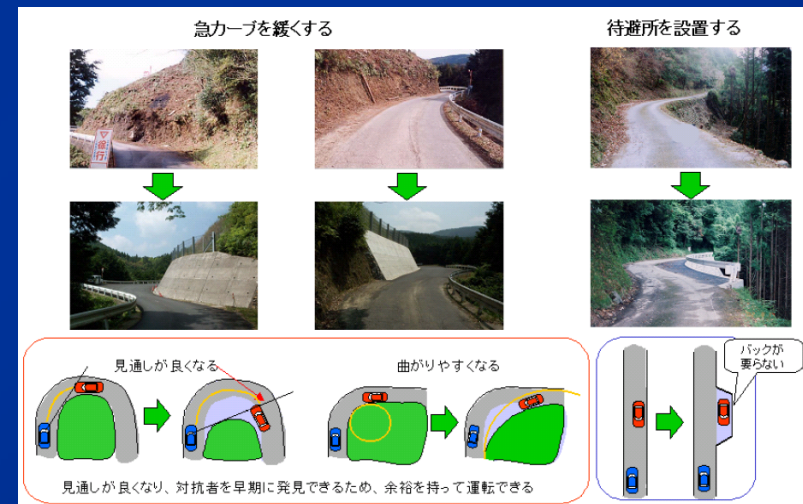 急カーブを緩くする
待避所を設置する
徐行
見通しが良くなる
曲がりやすくなる
バックが
要らない
見通しが良くなり、対抗者を早期に発見できるため、余裕を持って運転できる